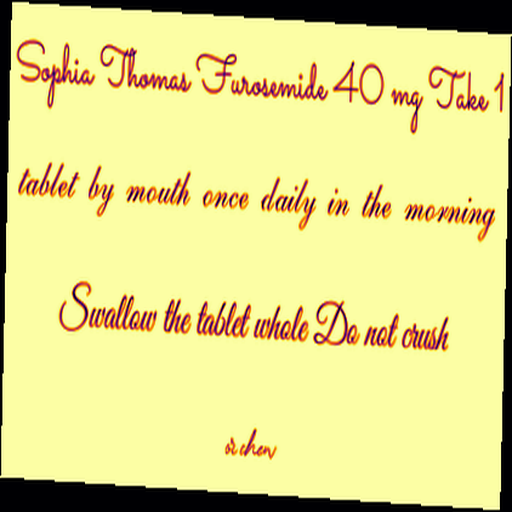 Sophia Thomas Furosemide 40 mg Take 1
tablet by mouth once daily in the morning
Swallow the tablet whole Do not crush
or chew